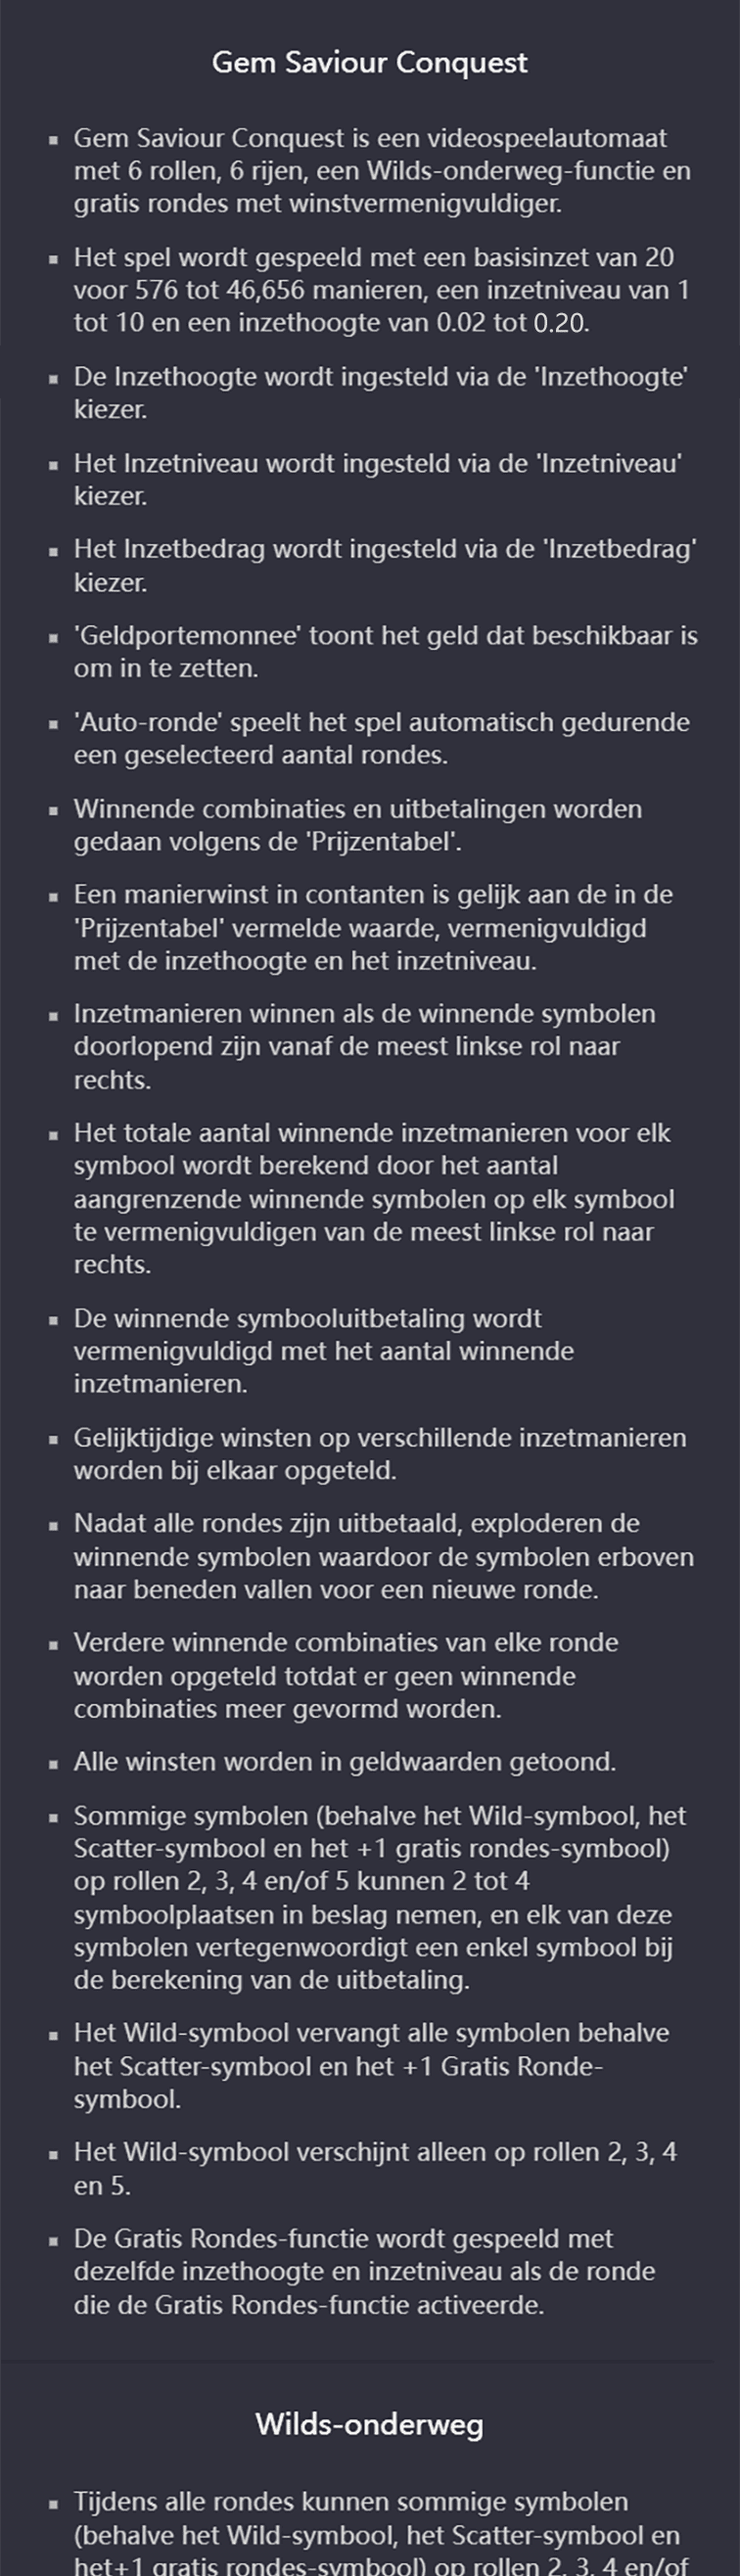 Gem Saviour Conquest
▪ Gem Saviour Conquest is een videospeelautomaat
met 6 rollen, 6 rijen, een Wilds-onderweg-functie en
gratis rondes met winstvermenigvuldiger.
▪ Het spel wordt gespeeld met een basisinzet van 20
voor 576 tot 46,656 manieren, een inzetniveau van 1
tot 10 en een inzethoogte van 0.02 tot 0.20.
▪ De Inzethoogte wordt ingesteld via de 'Inzethoogte'
kiezer.
▪ Het Inzetniveau wordt ingesteld via de 'Inzetniveau'
kiezer.
▪ Het Inzetbedrag wordt ingesteld via de 'Inzetbedrag'
kiezer.
▪ 'Geldportemonnee' toont het geld dat beschikbaar is
om in te zetten.
▪ 'Auto-ronde' speelt het spel automatisch gedurende
een geselecteerd aantal rondes.
▪ Winnende combinaties en uitbetalingen worden
gedaan volgens de 'Prijzentabel'.
▪ Een manierwinst in contanten is gelijk aan de in de
'Prijzentabel' vermelde waarde, vermenigvuldigd
met de inzethoogte en het inzetniveau.
▪ Inzetmanieren winnen als de winnende symbolen
doorlopend zijn vanaf de meest linkse rol naar
rechts.
▪ Het totale aantal winnende inzetmanieren voor elk
symbool wordt berekend door het aantal
aangrenzende winnende symbolen op elk symbool
te vermenigvuldigen van de meest linkse rol naar
rechts.
▪ De winnende symbooluitbetaling wordt
vermenigvuldigd met het aantal winnende
inzetmanieren.
▪ Gelijktijdige winsten op verschillende inzetmanieren
worden bij elkaar opgeteld.
▪ Nadat alle rondes zijn uitbetaald, exploderen de
winnende symbolen waardoor de symbolen erboven
naar beneden vallen voor een nieuwe ronde.
▪ Verdere winnende combinaties van elke ronde
worden opgeteld totdat er geen winnende
combinaties meer gevormd worden.
▪ Alle winsten worden in geldwaarden getoond.
▪ Sommige symbolen (behalve het Wild-symbool, het
Scatter-symbool en het +1 gratis rondes-symbool)
op rollen 2, 3, 4 en/of 5 kunnen 2 tot 4
symboolplaatsen in beslag nemen, en elk van deze
symbolen vertegenwoordigt een enkel symbool bij
de berekening van de uitbetaling.
▪ Het Wild-symbool vervangt alle symbolen behalve
het Scatter-symbool en het +1 Gratis Ronde-
symbool.
▪ Het Wild-symbool verschijnt alleen op rollen 2, 3, 4
en 5.
▪ De Gratis Rondes-functie wordt gespeeld met
dezelfde inzethoogte en inzetniveau als de ronde
die de Gratis Rondes-functie activeerde.
Wilds-onderweg
▪ Tijdens alle rondes kunnen sommige symbolen
(behalve het Wild-symbool, het Scatter-symbool en
het+1 gratis rondes-symbool) op rollen 2, 3, 4 en/of